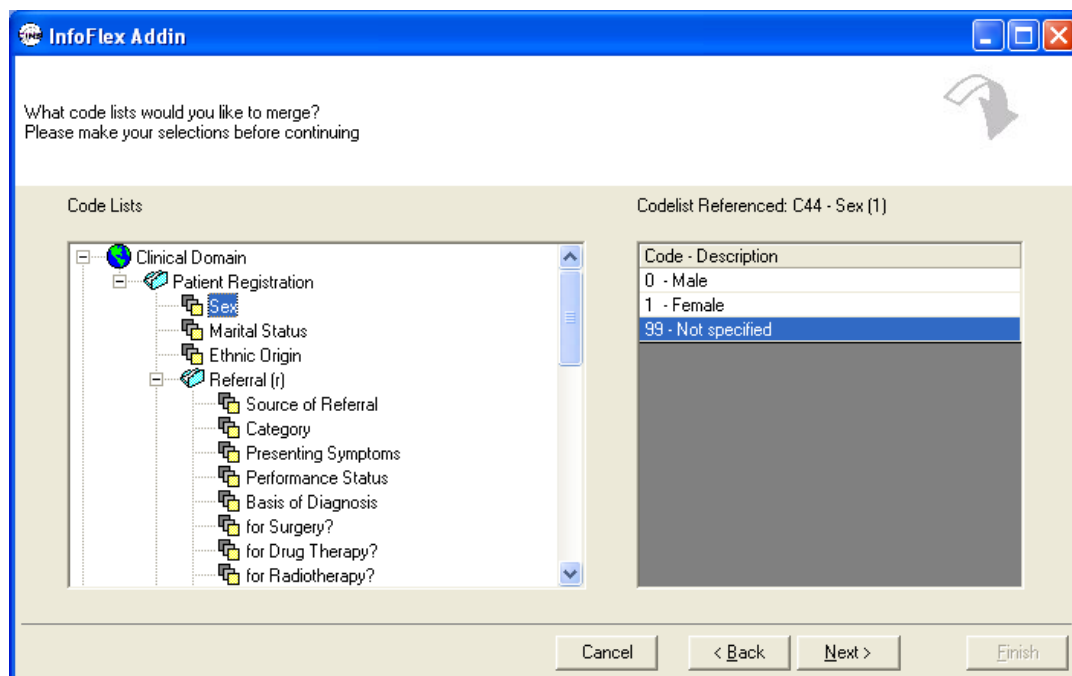 InfoFlex Addin
What code lists would you like to merge?
Please make your selections before continuing
Code Lists
Clinical Domain
Patient Registration
Sex
Marital Status
Ethnic Origin
Referral (r)
Source of Referral
Category
Presenting Symptoms
Performance Status
Basis of Diagnosis
for Surgery?
for Drug Therapy?
for Radiotherapy?
Codelist Referenced: C44 - Sex (1)
Code - Description
0 - Male
1 - Female
99 - Not specified
Cancel
< Back
Next >
Finish